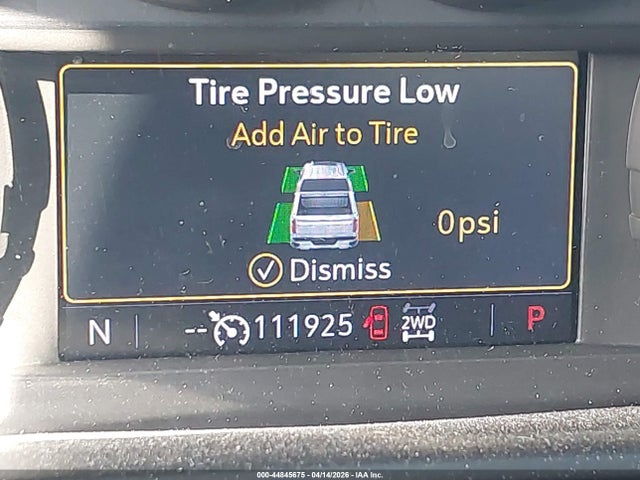 Tire Pressure Low
Add Air to Tire
0psi
Dismiss
N -- 111925 2WD P
000-44845675 - 04/14/2026 - IAA Inc.